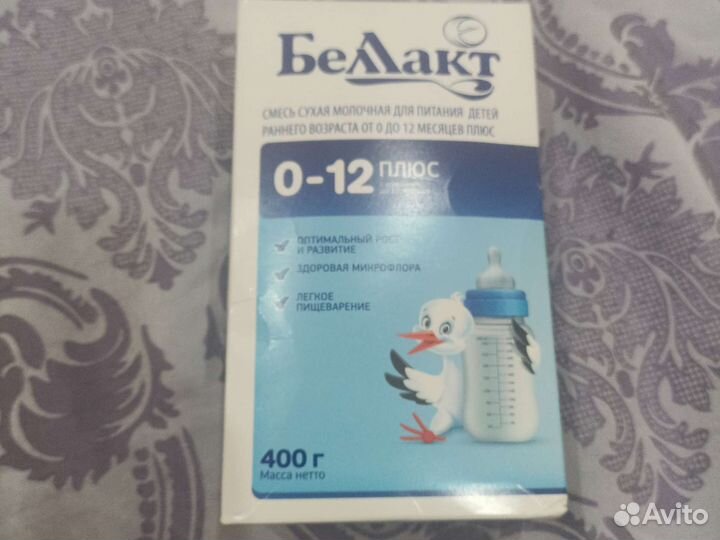 Беллакт
СМЕСЬ СУХАЯ МОЛОЧНАЯ ДЛЯ ПИТАНИЯ ДЕТЕЙ
РАННЕГО ВОЗРАСТА ОТ 0 ДО 12 МЕСЯЦЕВ ПЛЮС
0-12 ПЛЮС
ОПТИМАЛЬНЫЙ РОСТ
И РАЗВИТИЕ
ЗДОРОВАЯ МИКРОФЛОРА
ЛЕГКОЕ
ПИЩЕВАРЕНИЕ
400 г
Масса нетто
Avito